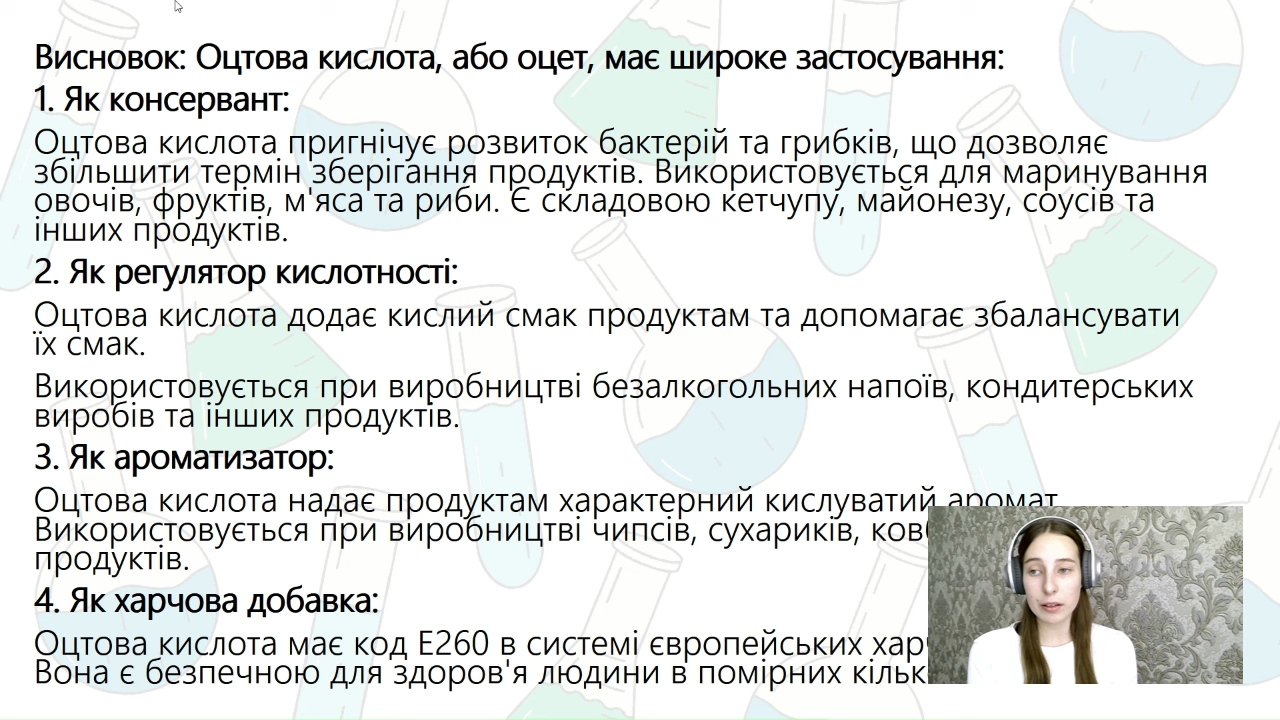 Висновок: Оцтова кислота, або оцет, має широке застосування:
1. Як консервант:
Оцтова кислота пригнічує розвиток бактерій та грибків, що дозволяє
збільшити термін зберігання продуктів. Використовується для маринування
овочів, фруктів, м'яса та риби. Є складовою кетчупу, майонезу, соусів та
інших продуктів.
2. Як регулятор кислотності:
Оцтова кислота додає кислий смак продуктам та допомагає збалансувати
їх смак.
Використовується при виробництві безалкогольних напоїв, кондитерських
виробів та інших продуктів.
3. Як ароматизатор:
Оцтова кислота надає продуктам характерний кислуватий аромат
Використовується при виробництві чипсів, сухариків,
продуктів.
4. Як харчова добавка:
Оцтова кислота має код E260 в системі європейських
Вона є безпечною для здоров'я людини в помірних